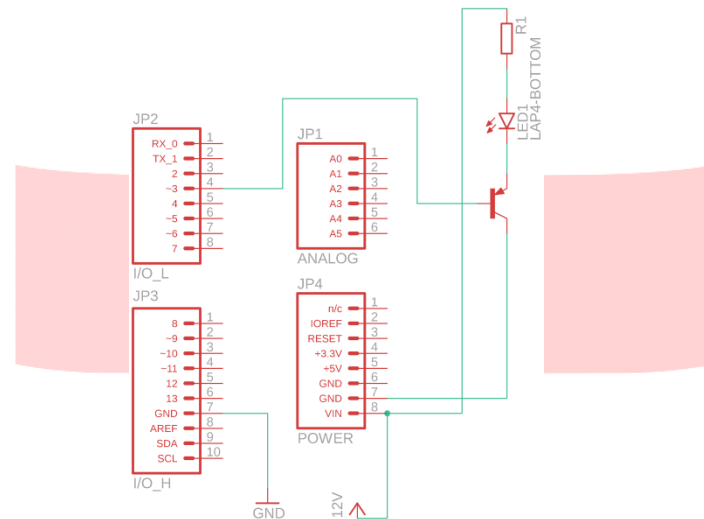 JP2
RX_0 1
TX_1 2
2 3
~3 4
4 5
~5 6
~6 7
7 8
I/O_L
JP3
8 1
~9 2
~10 3
~11 4
12 5
13 6
GND 7
AREF 8
SDA 9
SCL 10
I/O_H
GND
JP1
A0 1
A1 2
A2 3
A3 4
A4 5
A5 6
ANALOG
JP4
n/c 1
IOREF 2
RESET 3
+3.3V 4
+5V 5
GND 6
GND 7
VIN 8
POWER
12V
R1
LED1
LAP4-BOTTOM